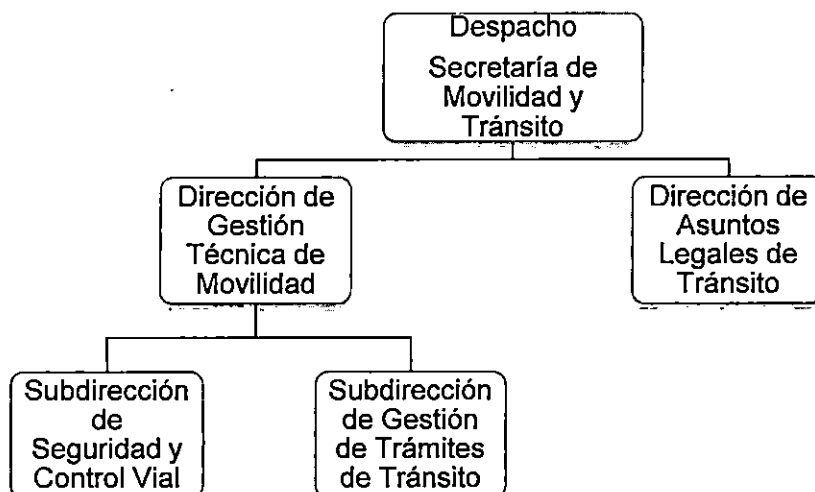 Despacho
Secretaría de
Movilidad y
Tránsito
Dirección de
Gestión
Técnica de
Movilidad
Dirección de
Asuntos
Legales de
Tránsito
Subdirección
de
Seguridad y
Control Vial
Subdirección
de Gestión
de Trámites
de Tránsito